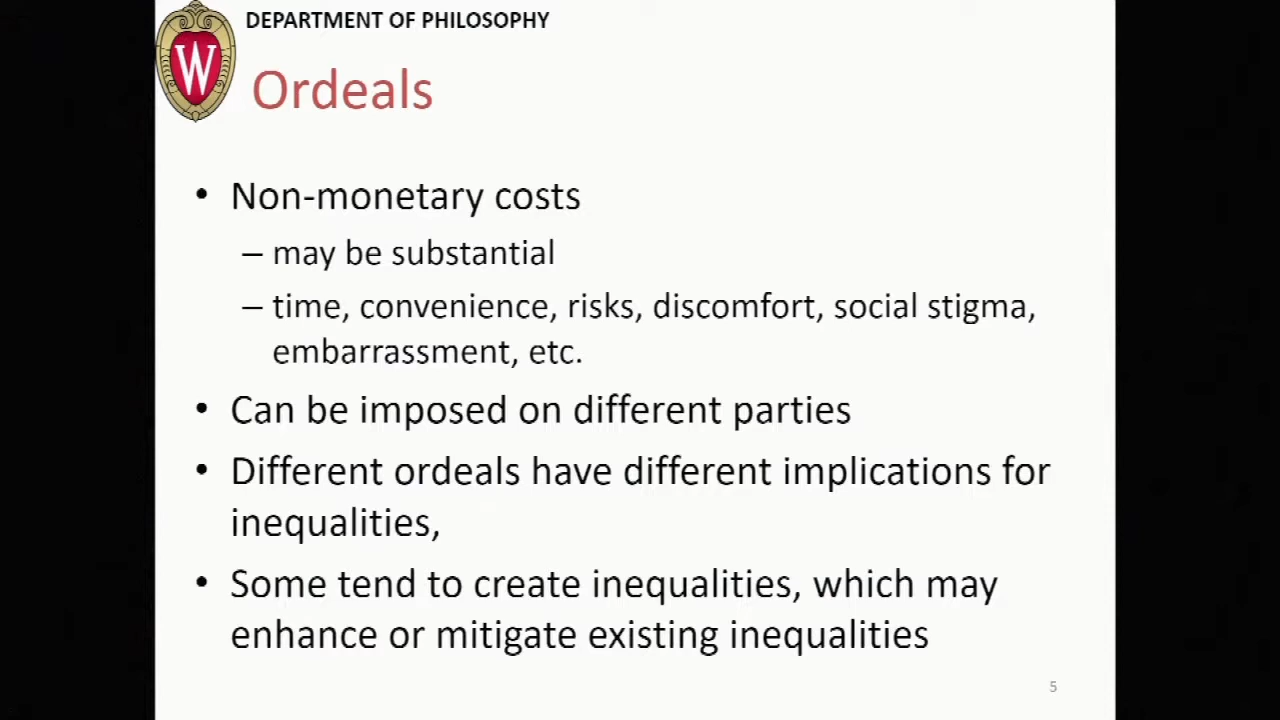 DEPARTMENT OF PHILOSOPHY
W
Ordeals
• Non-monetary costs
– may be substantial
– time, convenience, risks, discomfort, social stigma,
embarrassment, etc.
• Can be imposed on different parties
• Different ordeals have different implications for
inequalities,
• Some tend to create inequalities, which may
enhance or mitigate existing inequalities
5